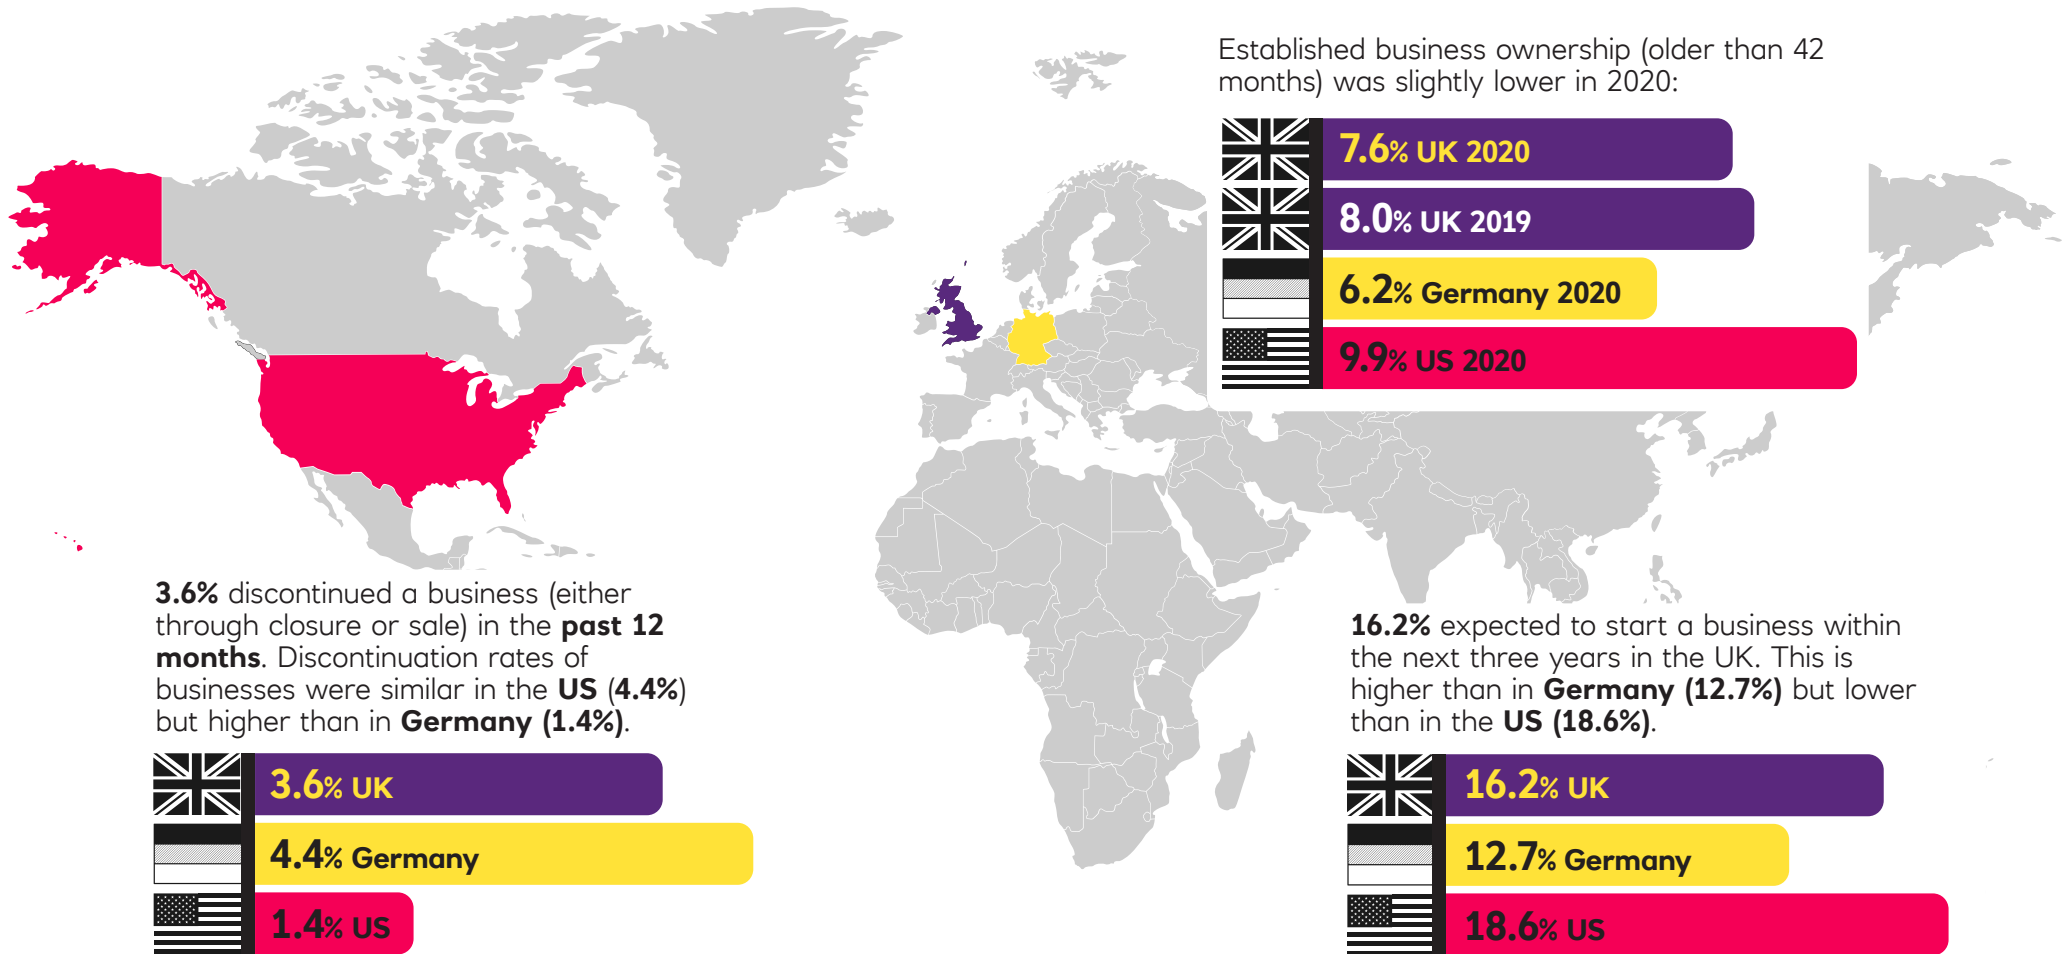 Established business ownership (older than 42
months) was slightly lower in 2020:
7.6% UK 2020
8.0% UK 2019
6.2% Germany 2020
9.9% US 2020
3.6% discontinued a business (either
through closure or sale) in the past 12
months. Discontinuation rates of
businesses were similar in the US (4.4%)
but higher than in Germany (1.4%).
3.6% UK
4.4% Germany
1.4% US
16.2% expected to start a business within
the next three years in the UK. This is
higher than in Germany (12.7%) but lower
than in the US (18.6%).
16.2% UK
12.7% Germany
18.6% US